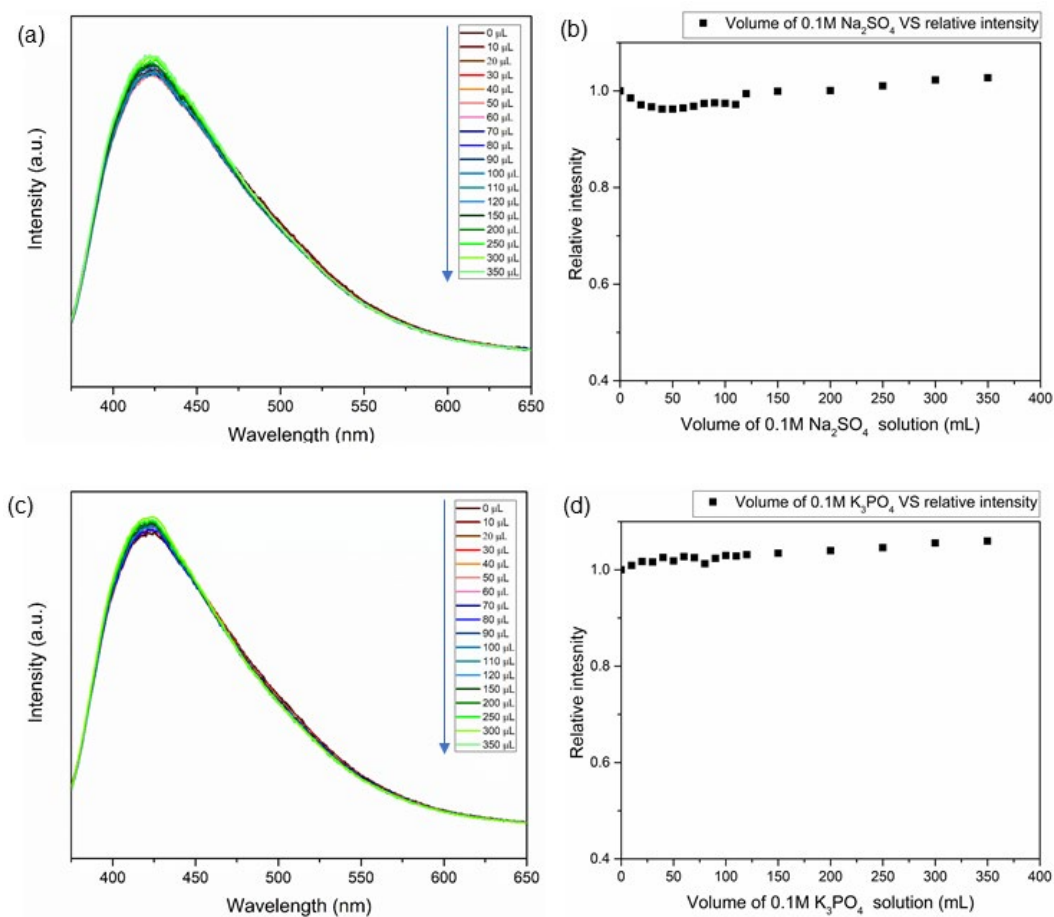 (a)
0 μL
10 μL
20 μL
30 μL
40 μL
50 μL
60 μL
70 μL
80 μL
90 μL
100 μL
110 μL
120 μL
150 μL
200 μL
250 μL
300 μL
350 μL
Intensity (a.u.)
400 450 500 550 600 650
Wavelength (nm)
(b)
Volume of 0.1M Na₂SO₄ VS relative intensity
1.0
0.8
0.6
0.4
Relative intesnity
0 50 100 150 200 250 300 350 400
Volume of 0.1M Na₂SO₄ solution (mL)
(c)
0 μL
10 μL
20 μL
30 μL
40 μL
50 μL
60 μL
70 μL
80 μL
90 μL
100 μL
110 μL
120 μL
150 μL
200 μL
250 μL
300 μL
350 μL
Intensity (a.u.)
400 450 500 550 600 650
Wavelength (nm)
(d)
Volume of 0.1M K₃PO₄ VS relative intensity
1.0
0.8
0.6
0.4
Relative intesnity
0 50 100 150 200 250 300 350 400
Volume of 0.1M K₃PO₄ solution (mL)